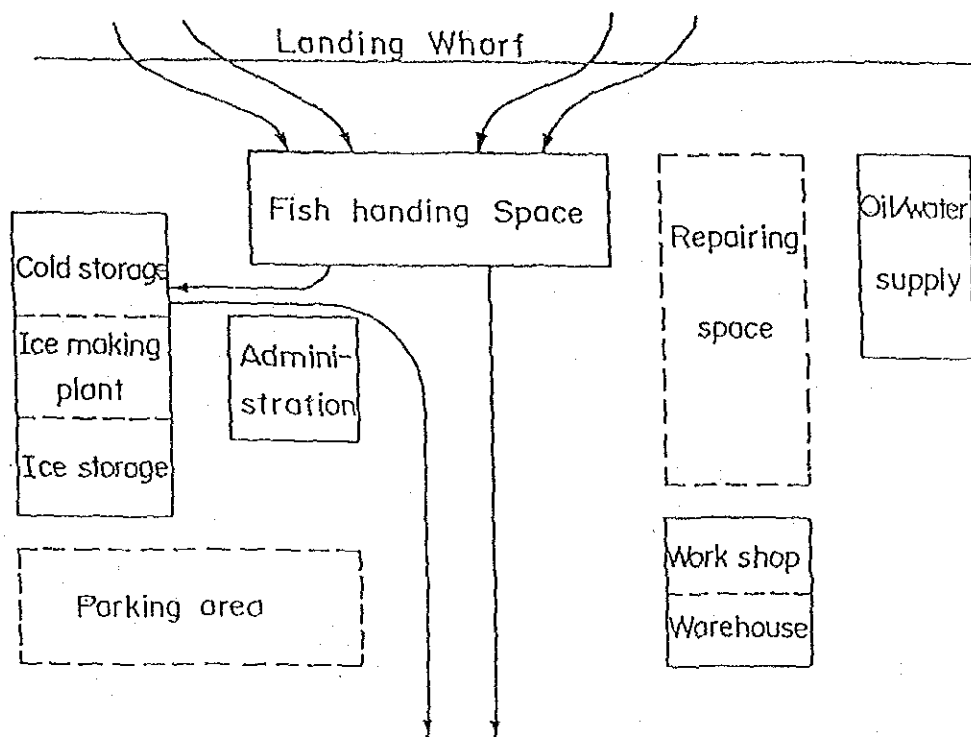 Landing Wharf
Fish handing Space
Repairing
space
Oil/water
supply
Cold storage
Ice making
plant
Ice storage
Admini-
stration
Parking area
Work shop
Warehouse